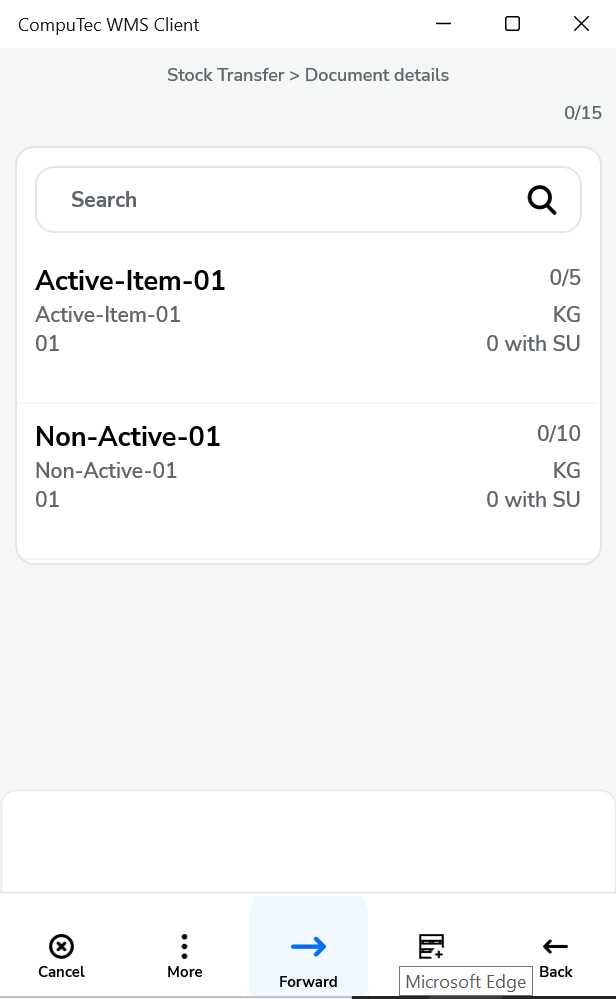 CompuTec WMS Client
Stock Transfer > Document details
0/15
Search
Active-Item-01 0/5
Active-Item-01 KG
01 0 with SU
Non-Active-01 0/10
Non-Active-01 KG
01 0 with SU
Cancel More Forward Microsoft Edge Back